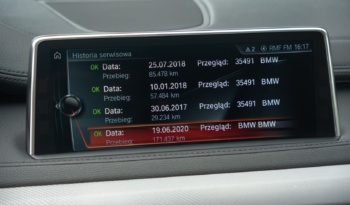 Historia serwisowa A 2 RMF FM 16:17
OK Data: 25.07.2018 Przegląd: 35491 BMW
Przebieg: 85.478 km
OK Data: 10.01.2018 Przegląd: 35491 BMW
Przebieg: 57.484 km
OK Data: 30.06.2017 Przegląd: 35491 BMW
Przebieg: 29.234 km
OK Data: 19.06.2020 Przegląd: BMW BMW
Przebieg: 171.437 km